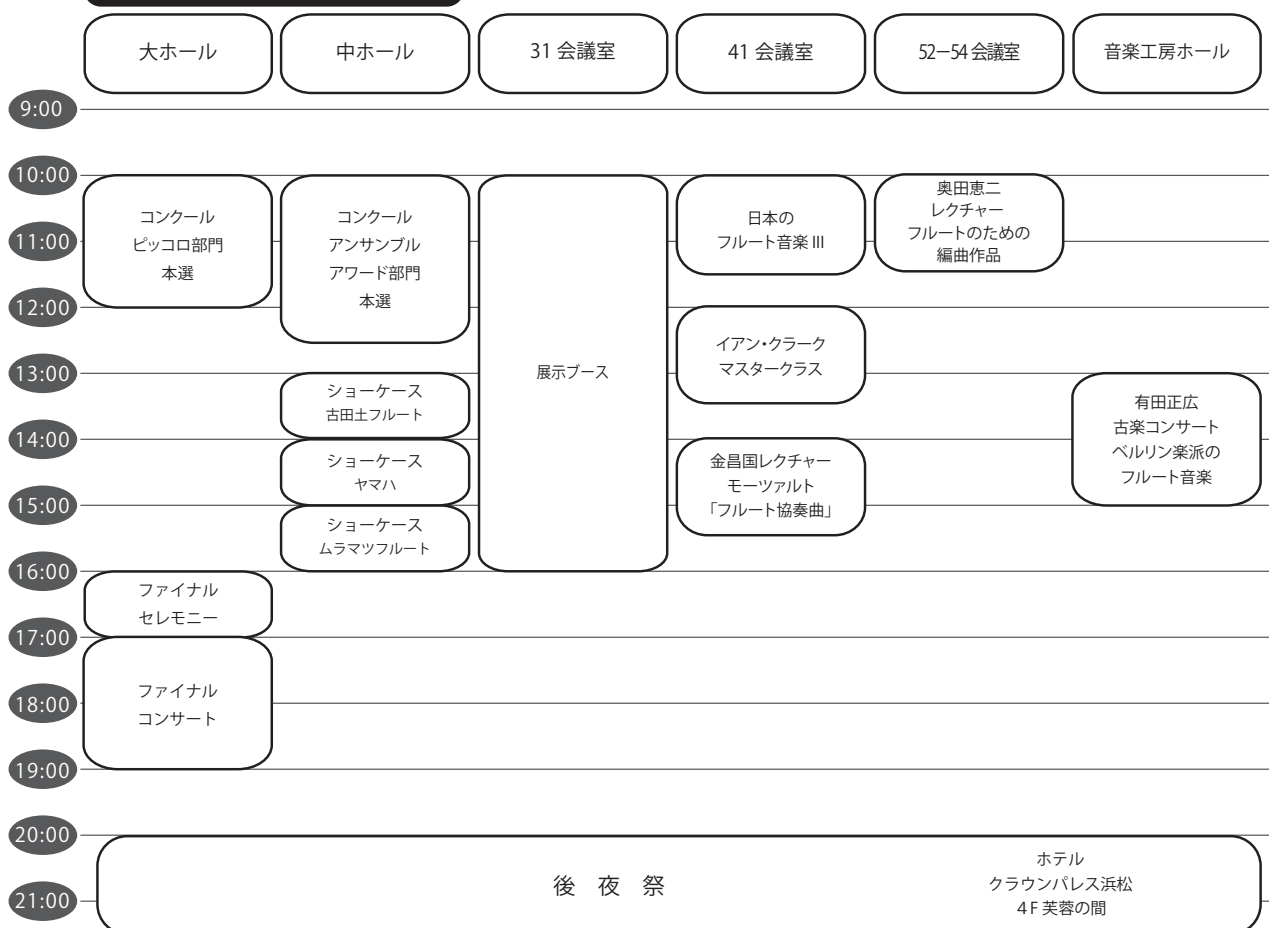 大ホール
中ホール
31 会議室
41 会議室
52−54 会議室
音楽工房ホール
9:00
10:00
11:00
12:00
13:00
14:00
15:00
16:00
17:00
18:00
19:00
20:00
21:00
コンクール
ピッコロ部門
本選
ファイナル
セレモニー
ファイナル
コンサート
コンクール
アンサンブル
アワード部門
本選
ショーケース
古田土フルート
ショーケース
ヤマハ
ショーケース
ムラマツフルート
展示ブース
日本の
フルート音楽 III
イアン・クラーク
マスタークラス
金昌国レクチャー
モーツァルト
「フルート協奏曲」
奥田恵二
レクチャー
フルートのための
編曲作品
有田正広
古楽コンサート
ベルリン楽派の
フルート音楽
後 夜 祭
ホテル
クラウンパレス浜松
4F 芙蓉の間